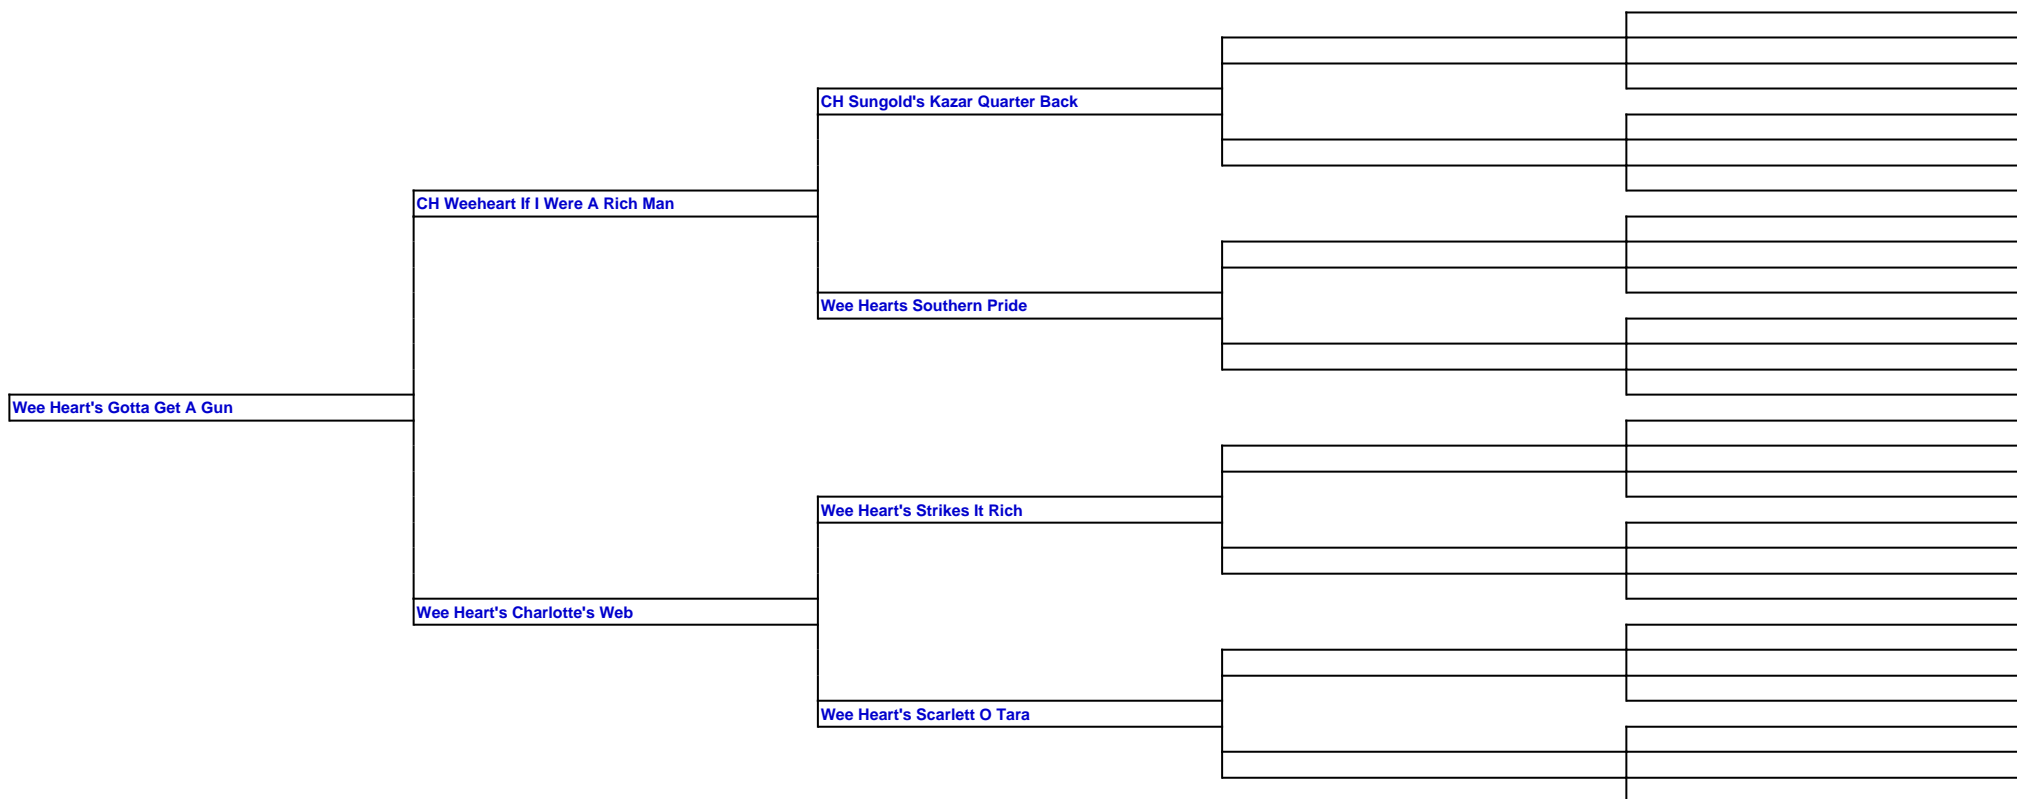 CH Sungold's Kazar Quarter Back
CH Weeheart If I Were A Rich Man
Wee Hearts Southern Pride
Wee Heart's Gotta Get A Gun
Wee Heart's Strikes It Rich
Wee Heart's Charlotte's Web
Wee Heart's Scarlett O Tara